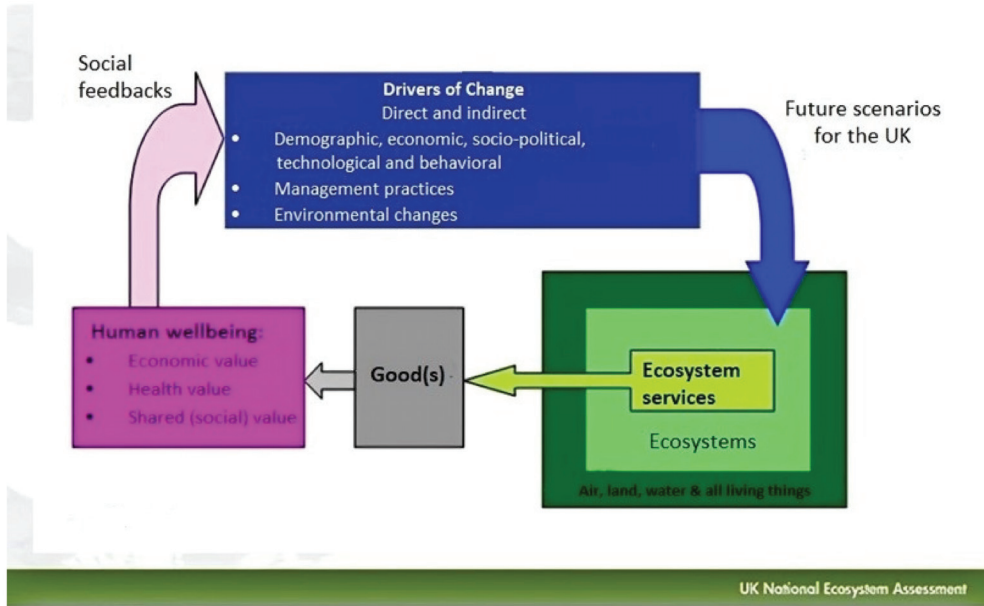 Social
feedbacks
Drivers of Change
Direct and indirect
• Demographic, economic, socio-political,
technological and behavioral
• Management practices
• Environmental changes
Future scenarios
for the UK
Human wellbeing:
• Economic value
• Health value
• Shared (social) value
Good(s)
Ecosystem
services
Ecosystems
Air, land, water & all living things
UK National Ecosystem Assessment